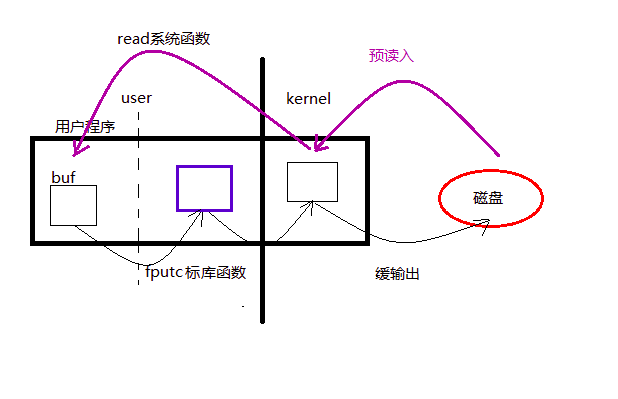 read系统函数
预读入
user
kernel
用户程序
buf
磁盘
fputc 标库函数
缓输出